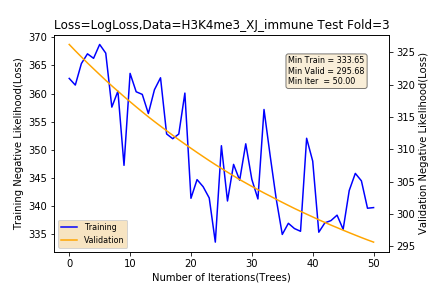 Loss=LogLoss,Data=H3K4me3_XJ_immune Test Fold=3
Min Train = 333.65
Min Valid = 295.68
Min Iter  = 50.00
Training Negative Likelihood(Loss)
370
365
360
355
350
345
340
335
Validation Negative Likelihood(Loss)
325
320
315
310
305
300
295
Training
Validation
0
10
20
30
40
50
Number of Iterations(Trees)